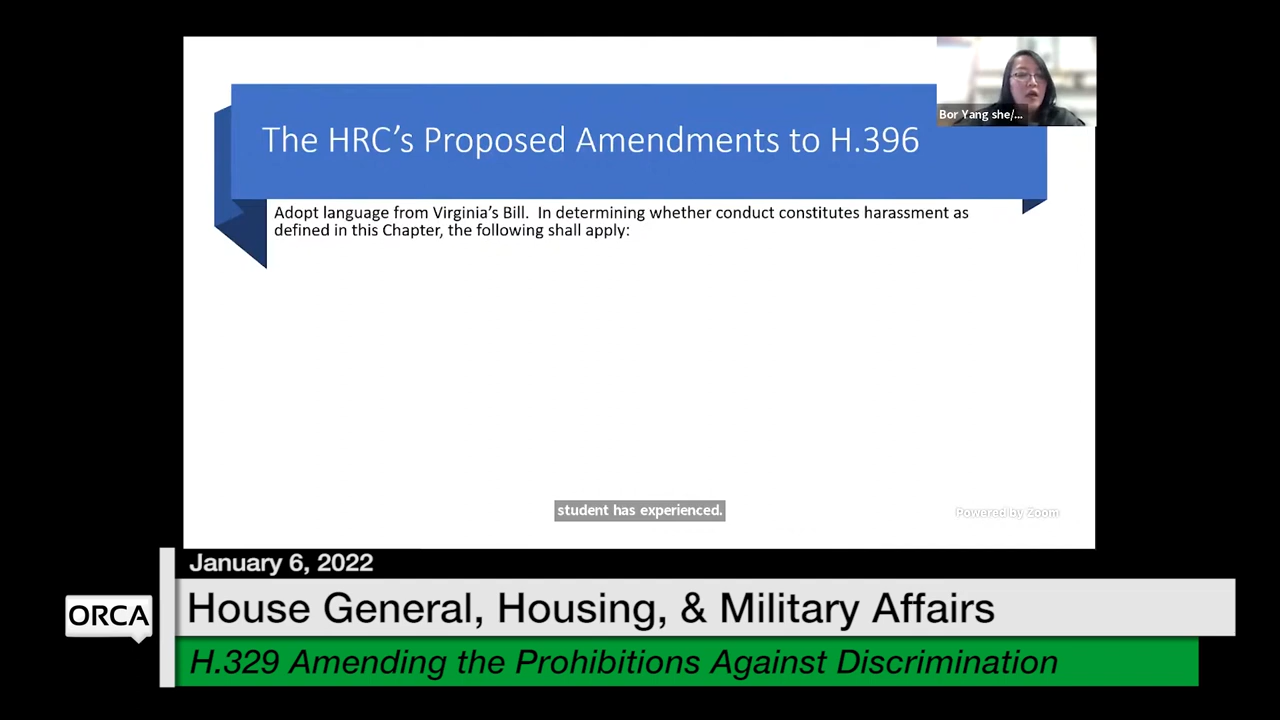 Bor Yang she/...
The HRC's Proposed Amendments to H.396
Adopt language from Virginia's Bill. In determining whether conduct constitutes harassment as
defined in this Chapter, the following shall apply:
student has experienced.
Powered by Zoom
January 6, 2022
ORCA
House General, Housing, & Military Affairs
H.329 Amending the Prohibitions Against Discrimination